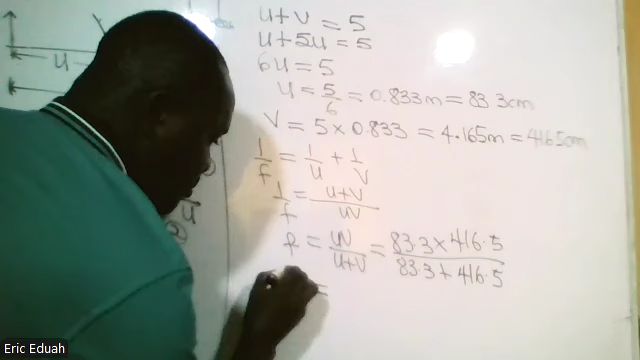 u+v = 5
u+5u = 5
6u = 5
u = 5/6 = 0.833m = 83.3cm
v = 5 × 0.833 = 4.165m = 416.5cm
1/f = 1/u + 1/v
1/f = u+v/uv
f = uv/u+v = 83.3 × 416.5/83.3 + 416.5
=
u
u
Eric Eduah